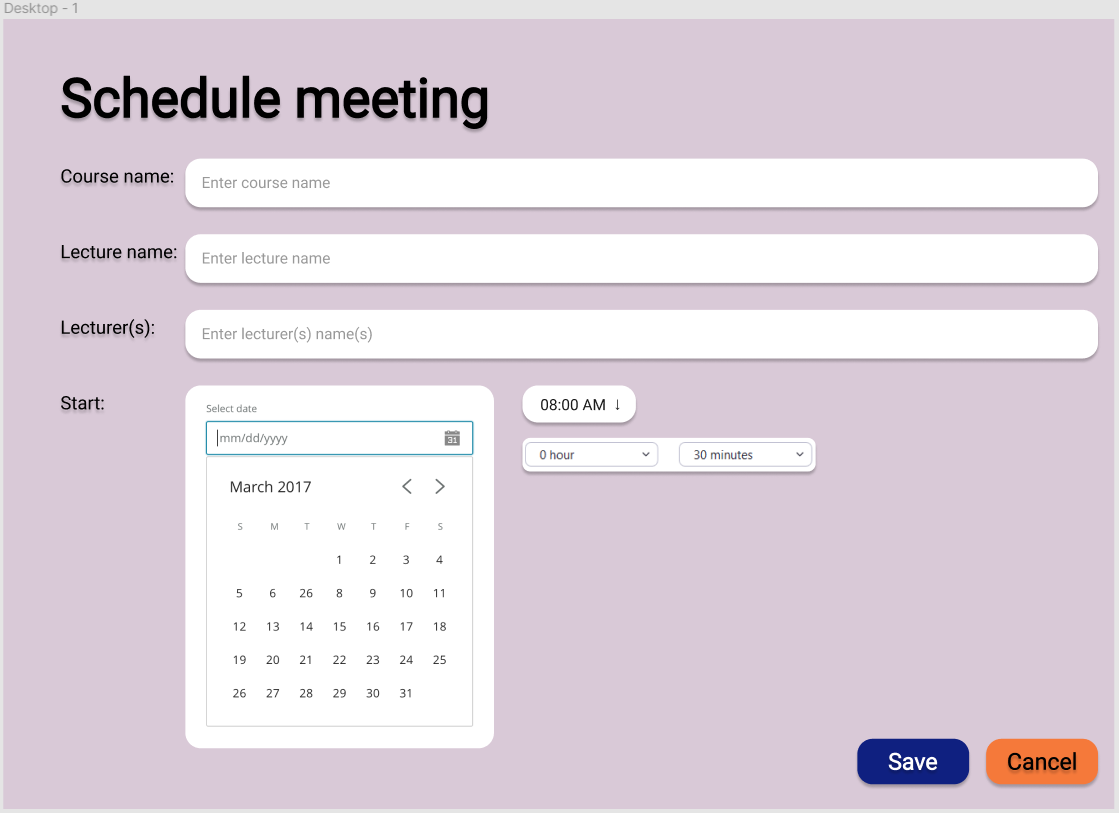 Desktop - 1
Schedule meeting
Course name:
Enter course name
Lecture name:
Enter lecture name
Lecturer(s):
Enter lecturer(s) name(s)
Start:
Select date
mm/dd/yyyy
31
March 2017
S M T W T F S
1 2 3 4
5 6 26 8 9 10 11
12 13 14 15 16 17 18
19 20 21 22 23 24 25
26 27 28 29 30 31
08:00 AM ↓
0 hour
30 minutes
Save
Cancel